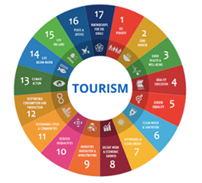 TOURISM
1
NO
POVERTY
2
ZERO
HUNGER
3
GOOD HEALTH &
WELL-BEING
4
QUALITY
EDUCATION
5
GENDER
EQUALITY
6
CLEAN WATER &
SANITATION
7
8
DECENT WORK &
ECONOMIC
GROWTH
9
INDUSTRY,
INNOVATION &
INFRASTRUCTURE
10
REDUCED
INEQUALITIES
11
SUSTAINABLE CITIES
& COMMUNITIES
12
RESPONSIBLE
CONSUMPTION AND
PRODUCTION
13
CLIMATE
ACTION
14
LIFE
BELOW WATER
15
LIFE
ON LAND
16
PEACE &
JUSTICE
17
PARTNERSHIPS
FOR THE GOALS